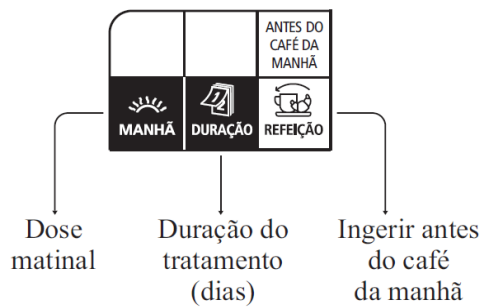 ANTES DO
CAFÉ DA
MANHÃ
MANHÃ
DURAÇÃO
REFEIÇÃO
Dose
matinal
Duração do
tratamento
(dias)
Ingerir antes
do café
da manhã